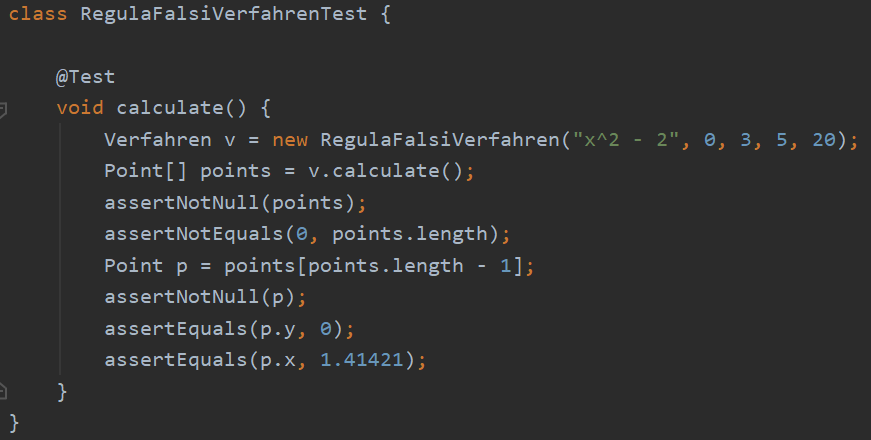 class RegulaFalsiVerfahrenTest {
@Test
void calculate() {
Verfahren v = new RegulaFalsiVerfahren("x^2 - 2", 0, 3, 5, 20);
Point[] points = v.calculate();
assertNotNull(points);
assertNotEquals(0, points.length);
Point p = points[points.length - 1];
assertNotNull(p);
assertEquals(p.y, 0);
assertEquals(p.x, 1.41421);
}
}